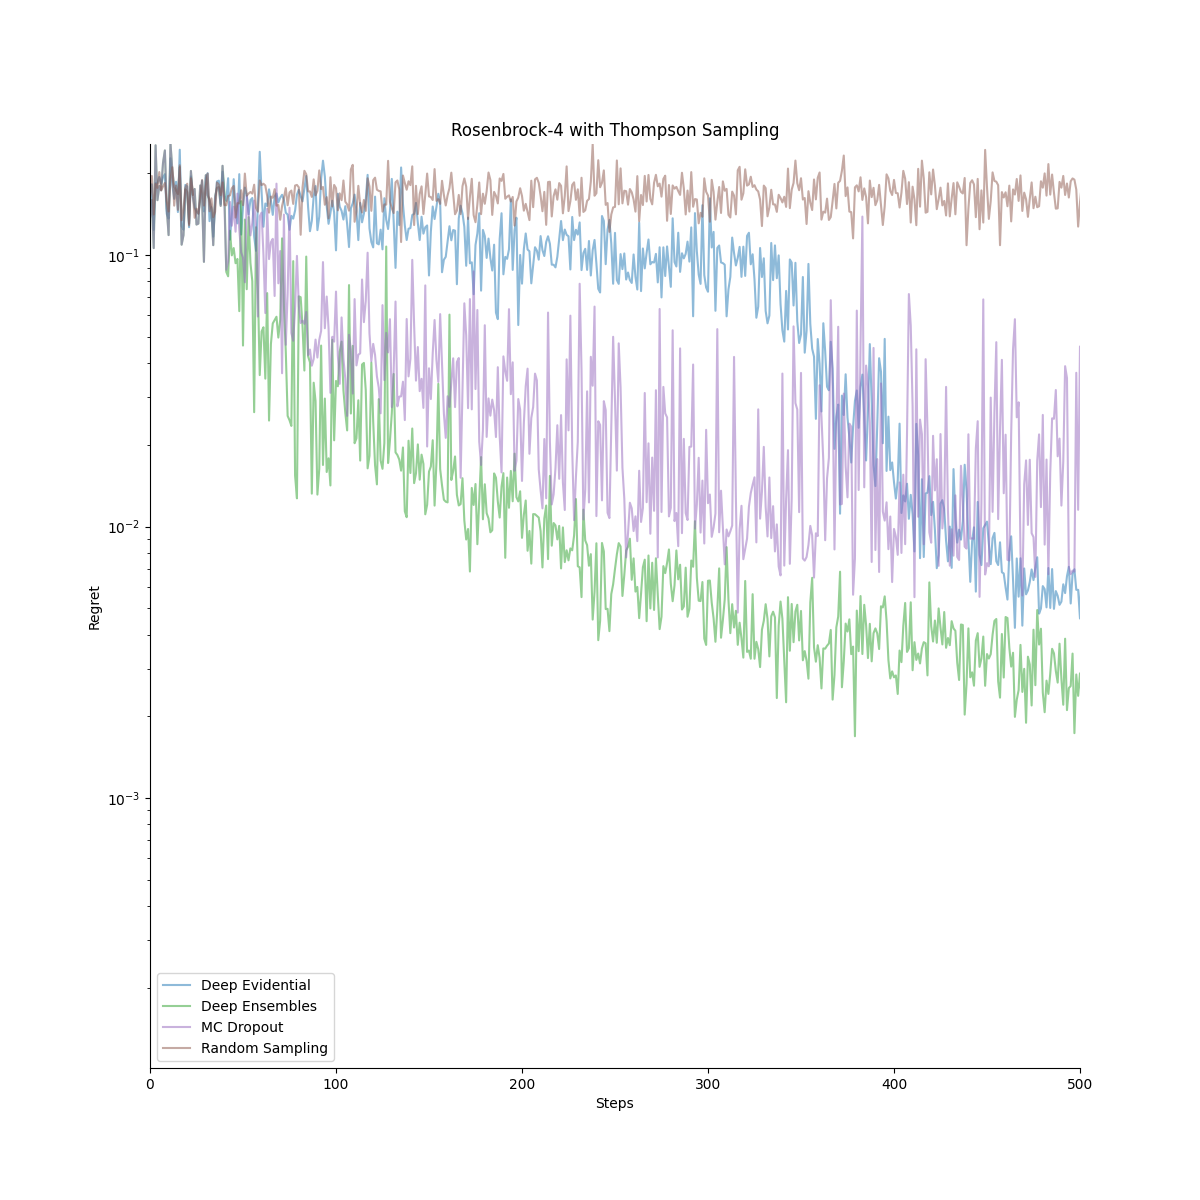 Rosenbrock-4 with Thompson Sampling
10⁻¹
10⁻²
10⁻³
Regret
Deep Evidential
Deep Ensembles
MC Dropout
Random Sampling
0 100 200 300 400 500
Steps